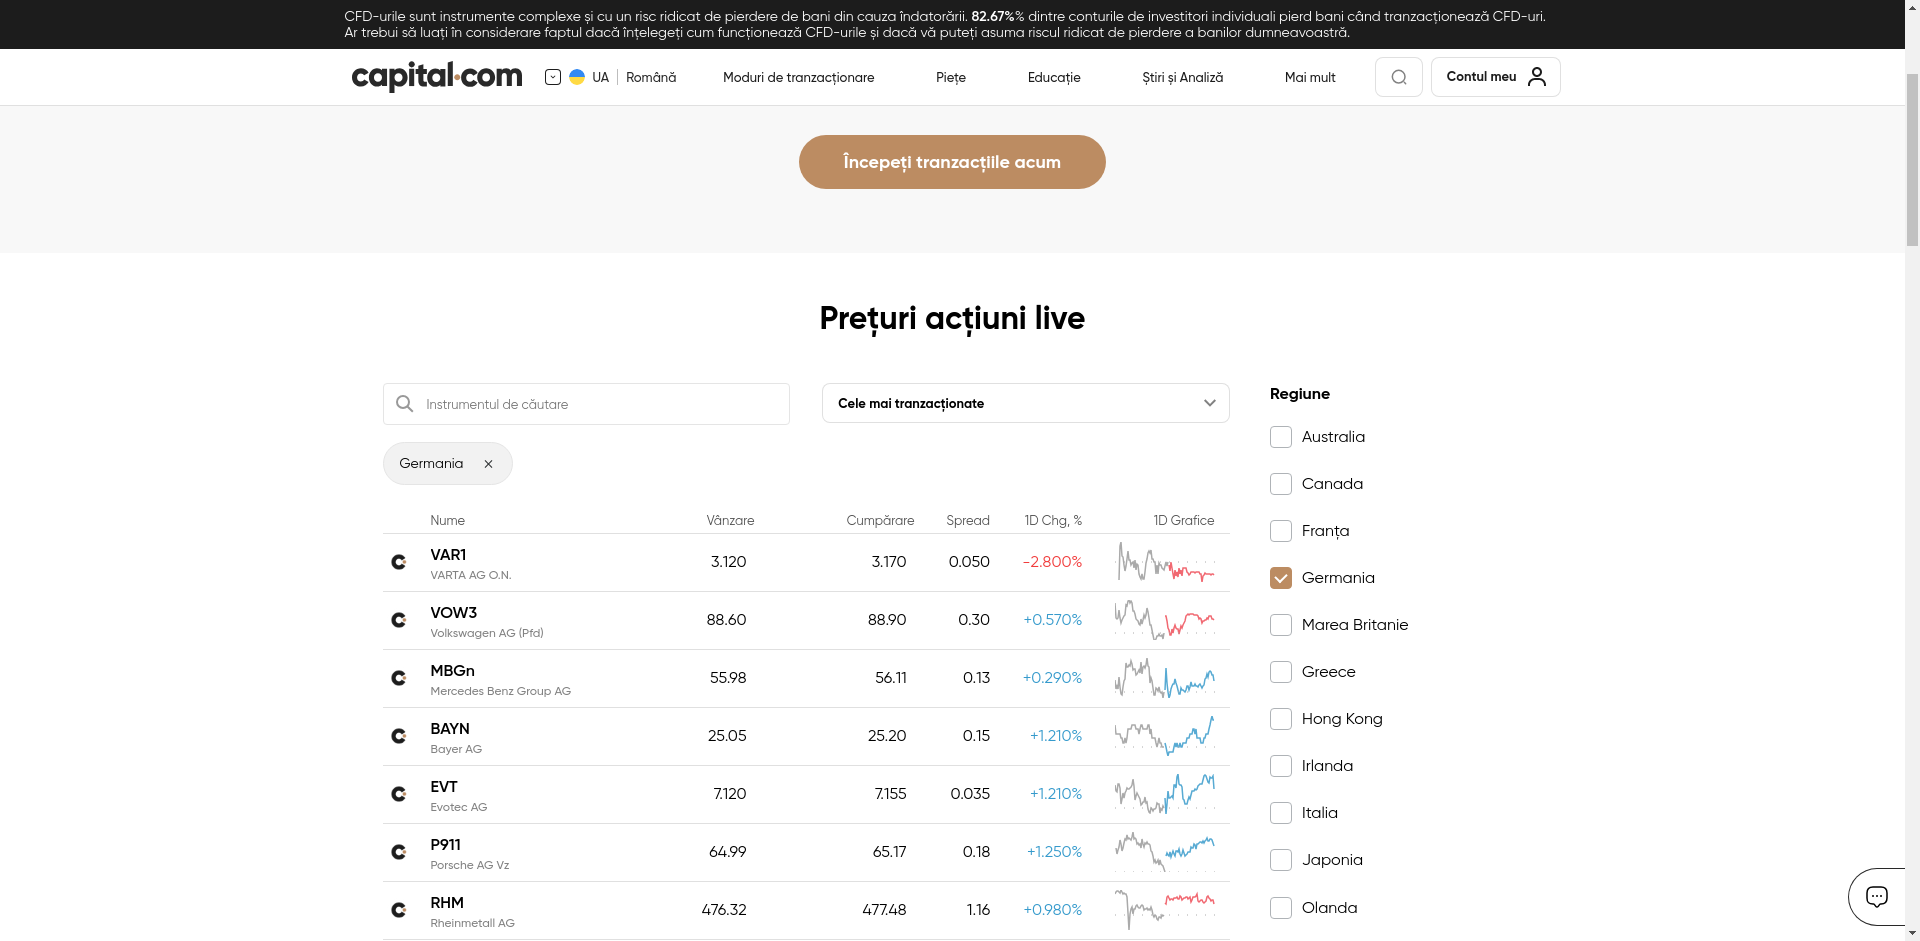 CFD-urile sunt instrumente complexe și cu un risc ridicat de pierdere de bani din cauza îndatorării. 82.67%% dintre conturile de investitori individuali pierd bani când tranzacționează CFD-uri.
Ar trebui să luați în considerare faptul dacă înțelegeți cum funcționează CFD-urile și dacă vă puteți asuma riscul ridicat de pierdere a banilor dumneavoastră.
capital.com UA Română Moduri de tranzacționare Piețe Educație Știri și Analiză Mai mult Contul meu
Începeți tranzacțiile acum
Prețuri acțiuni live
Instrumentul de căutare Cele mai tranzacționate
Germania
Nume Vânzare Cumpărare Spread 1D Chg, % 1D Grafice
VAR1 3.120 3.170 0.050 -2.800%
VARTA AG O.N.
VOW3 88.60 88.90 0.30 +0.570%
Volkswagen AG (Pfd)
MBGn 55.98 56.11 0.13 +0.290%
Mercedes Benz Group AG
BAYN 25.05 25.20 0.15 +1.210%
Bayer AG
EVT 7.120 7.155 0.035 +1.210%
Evotec AG
P911 64.99 65.17 0.18 +1.250%
Porsche AG Vz
RHM 476.32 477.48 1.16 +0.980%
Rheinmetall AG
Regiune
Australia
Canada
Franța
Germania
Marea Britanie
Greece
Hong Kong
Irlanda
Italia
Japonia
Olanda